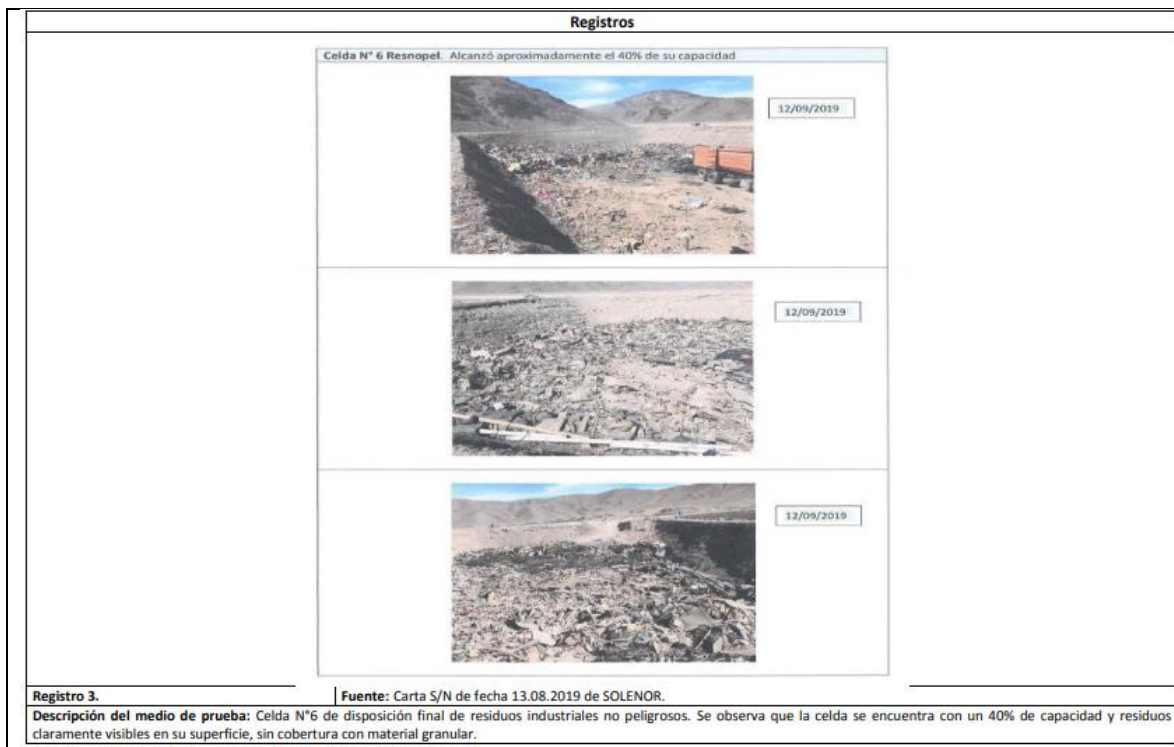 Registros
Celda N° 6 Resnopel. Alcanzó aproximadamente el 40% de su capacidad
12/09/2019
12/09/2019
12/09/2019
Registro 3.
Fuente: Carta S/N de fecha 13.08.2019 de SOLENOR.
Descripción del medio de prueba: Celda N°6 de disposición final de residuos industriales no peligrosos. Se observa que la celda se encuentra con un 40% de capacidad y residuos
claramente visibles en su superficie, sin cobertura con material granular.